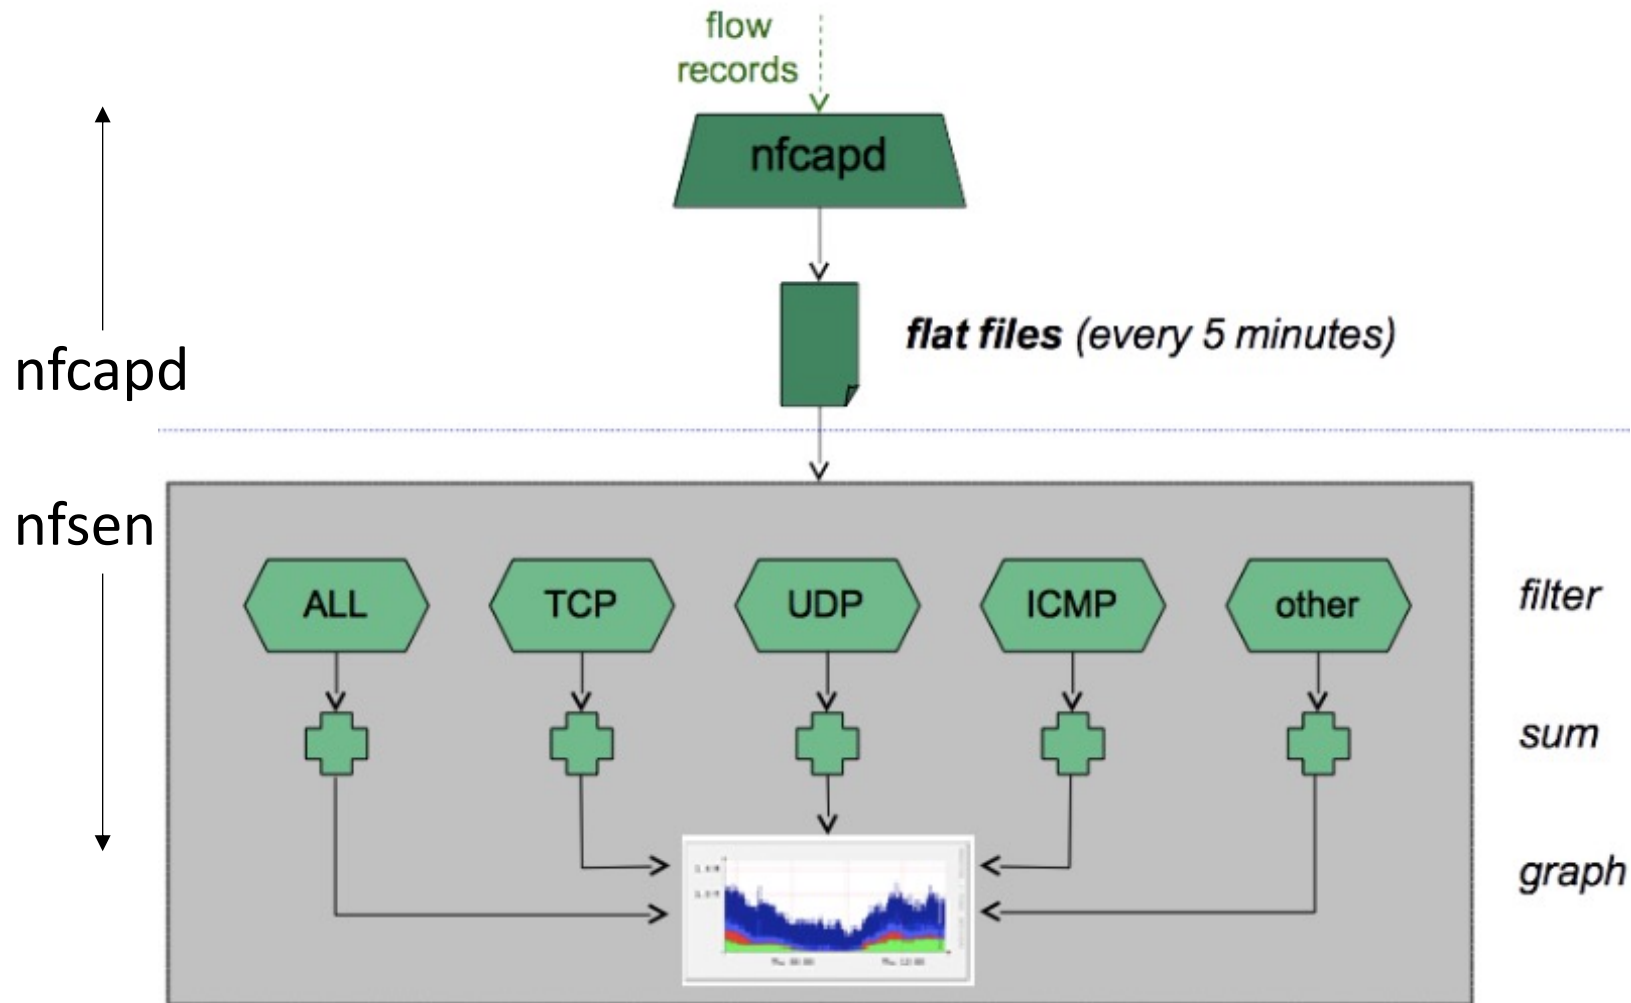 flow
records
nfcapd
flat files (every 5 minutes)
nfcapd
nfsen
ALL
TCP
UDP
ICMP
other
filter
sum
graph